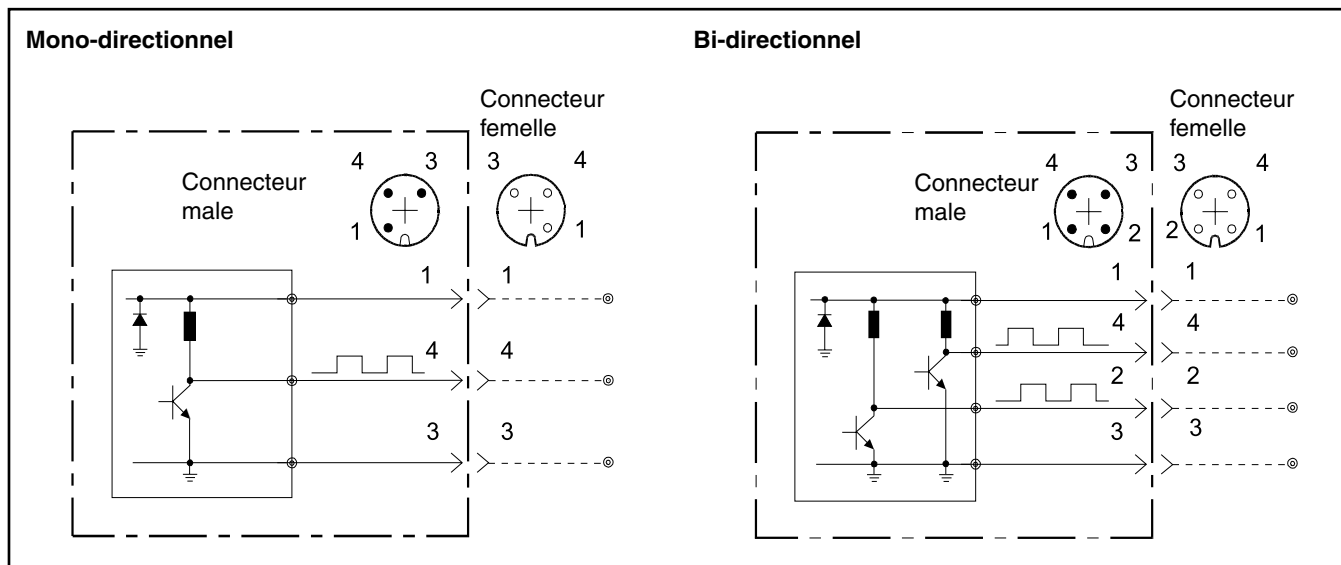 Mono-directionnel
Connecteur
femelle
4 3 3 4
Connecteur
male
1 1
1 1
4 4
3 3
Bi-directionnel
Connecteur
femelle
4 3 3 4
Connecteur
male
1 2 2 1
1 1
4 4
2 2
3 3